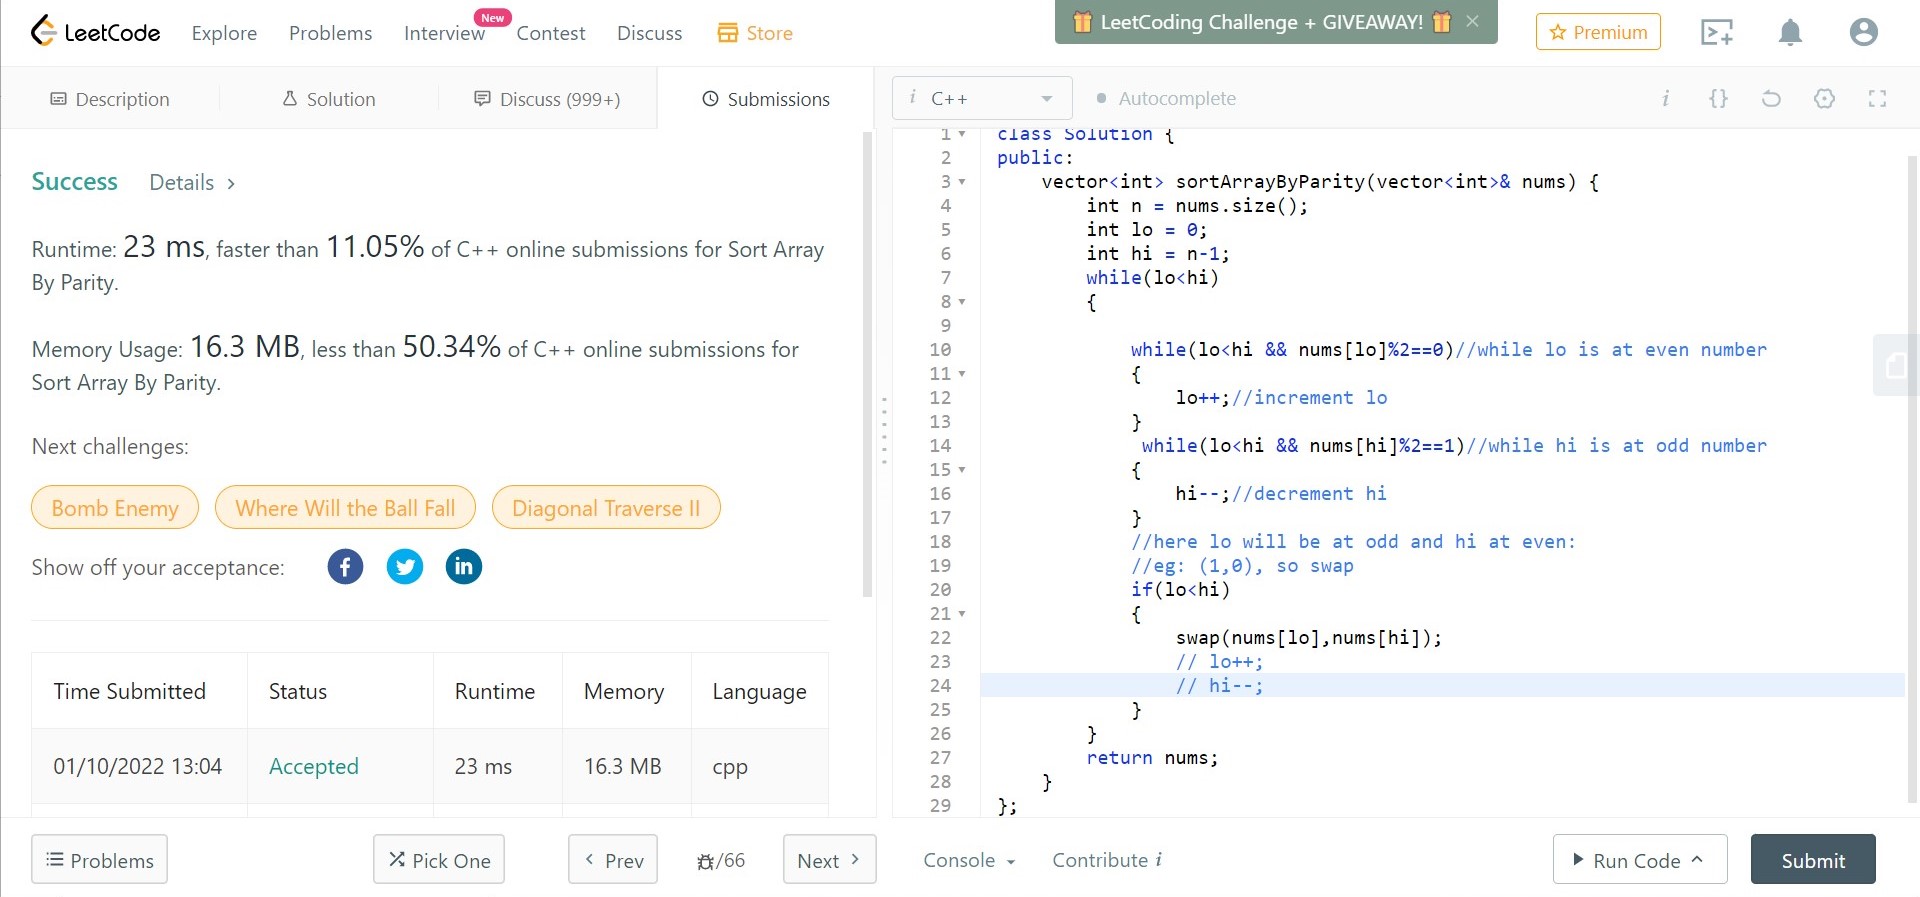 LeetCode
Explore
Problems
Interview
New
Contest
Discuss
Store
LeetCoding Challenge + GIVEAWAY!
Premium
Description
Solution
Discuss (999+)
Submissions
i C++
Autocomplete
i {}
Success Details >
Runtime: 23 ms, faster than 11.05% of C++ online submissions for Sort Array
By Parity.
Memory Usage: 16.3 MB, less than 50.34% of C++ online submissions for
Sort Array By Parity.
Next challenges:
Bomb Enemy
Where Will the Ball Fall
Diagonal Traverse II
Show off your acceptance: f in
Time Submitted Status Runtime Memory Language
01/10/2022 13:04 Accepted 23 ms 16.3 MB cpp
1 class Solution {
2 public:
3     vector<int> sortArrayByParity(vector<int>& nums) {
4         int n = nums.size();
5         int lo = 0;
6         int hi = n-1;
7         while(lo<hi)
8         {
9
10             while(lo<hi && nums[lo]%2==0)//while lo is at even number
11             {
12                 lo++;//increment lo
13             }
14              while(lo<hi && nums[hi]%2==1)//while hi is at odd number
15             {
16                 hi--;//decrement hi
17             }
18             //here lo will be at odd and hi at even:
19             //eg: (1,0), so swap
20             if(lo<hi)
21             {
22                 swap(nums[lo],nums[hi]);
23                 // lo++;
24                 // hi--;
25             }
26         }
27         return nums;
28     }
29 };
Problems
Pick One
< Prev
/66
Next >
Console
Contribute i
Run Code
Submit